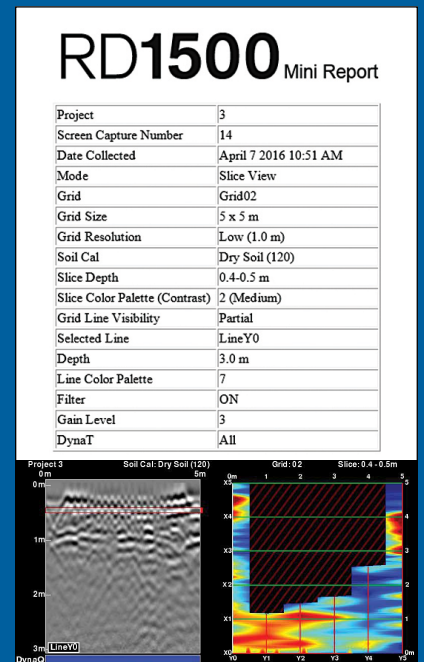 RD1500 Mini Report
Project 3
Screen Capture Number 14
Date Collected April 7 2016 10:51 AM
Mode Slice View
Grid Grid02
Grid Size 5 x 5 m
Grid Resolution Low (1.0 m)
Soil Cal Dry Soil (120)
Slice Depth 0.4-0.5 m
Slice Color Palette (Contrast) 2 (Medium)
Grid Line Visibility Partial
Selected Line LineY0
Depth 3.0 m
Line Color Palette 7
Filter ON
Gain Level 3
DynaT All
Project 3 Soil Cal: Dry Soil (120) Grid: 02 Slice: 0.4 - 0.5m
0m 5m 0m 1 2 3 4 5
0m X5 5
X4 4
1m
X3 3
2m X2 2
X1 1
3m LineY0 X0 0m
DynaQ Y0 Y1 Y2 Y3 Y4 Y5